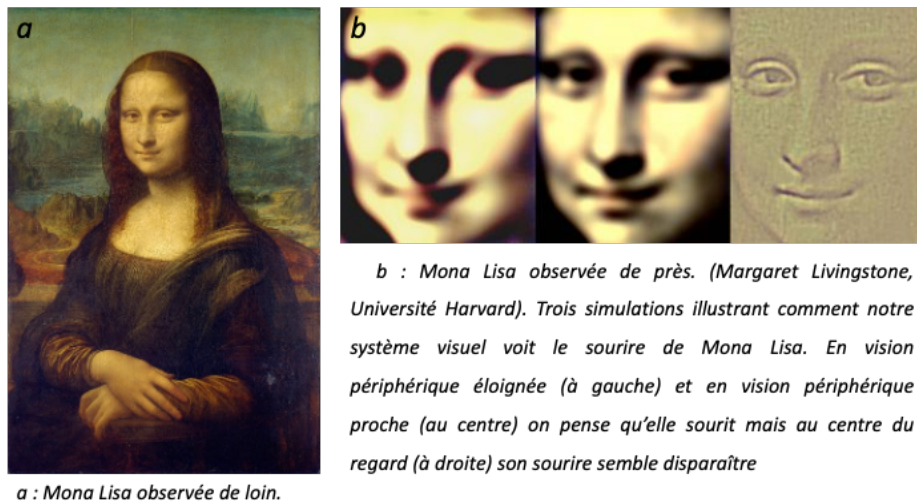 a
b
b : Mona Lisa observée de près. (Margaret Livingstone,
Université Harvard). Trois simulations illustrant comment notre
système visuel voit le sourire de Mona Lisa. En vision
périphérique éloignée (à gauche) et en vision périphérique
proche (au centre) on pense qu’elle sourit mais au centre du
regard (à droite) son sourire semble disparaître
a : Mona Lisa observée de loin.